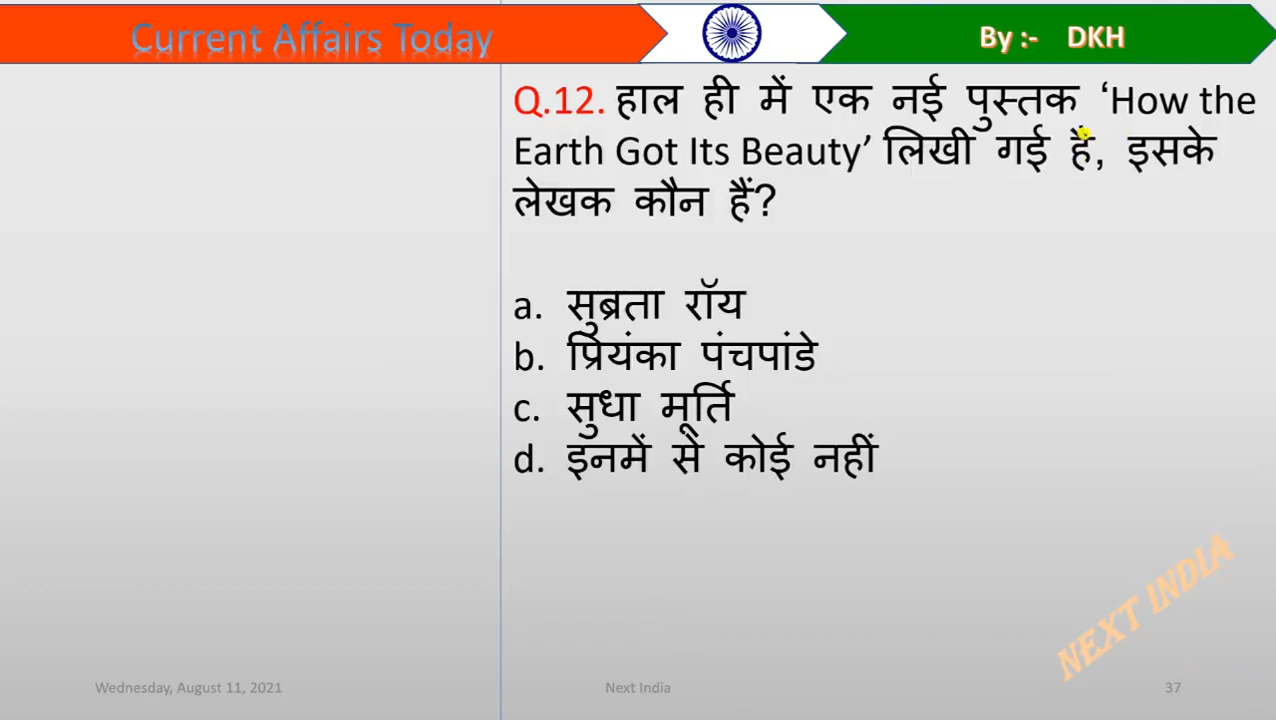 Current Affairs Today
By :- DKH
Q.12. हाल ही में एक नई पुस्तक ‘How the
Earth Got Its Beauty’ लिखी गई है, इसके
लेखक कौन हैं?
a. सुब्रता रॉय
b. प्रियंका पंचपांडे
c. सुधा मूर्ति
d. इनमें से कोई नहीं
NEXT INDIA
Wednesday, August 11, 2021
Next India
37